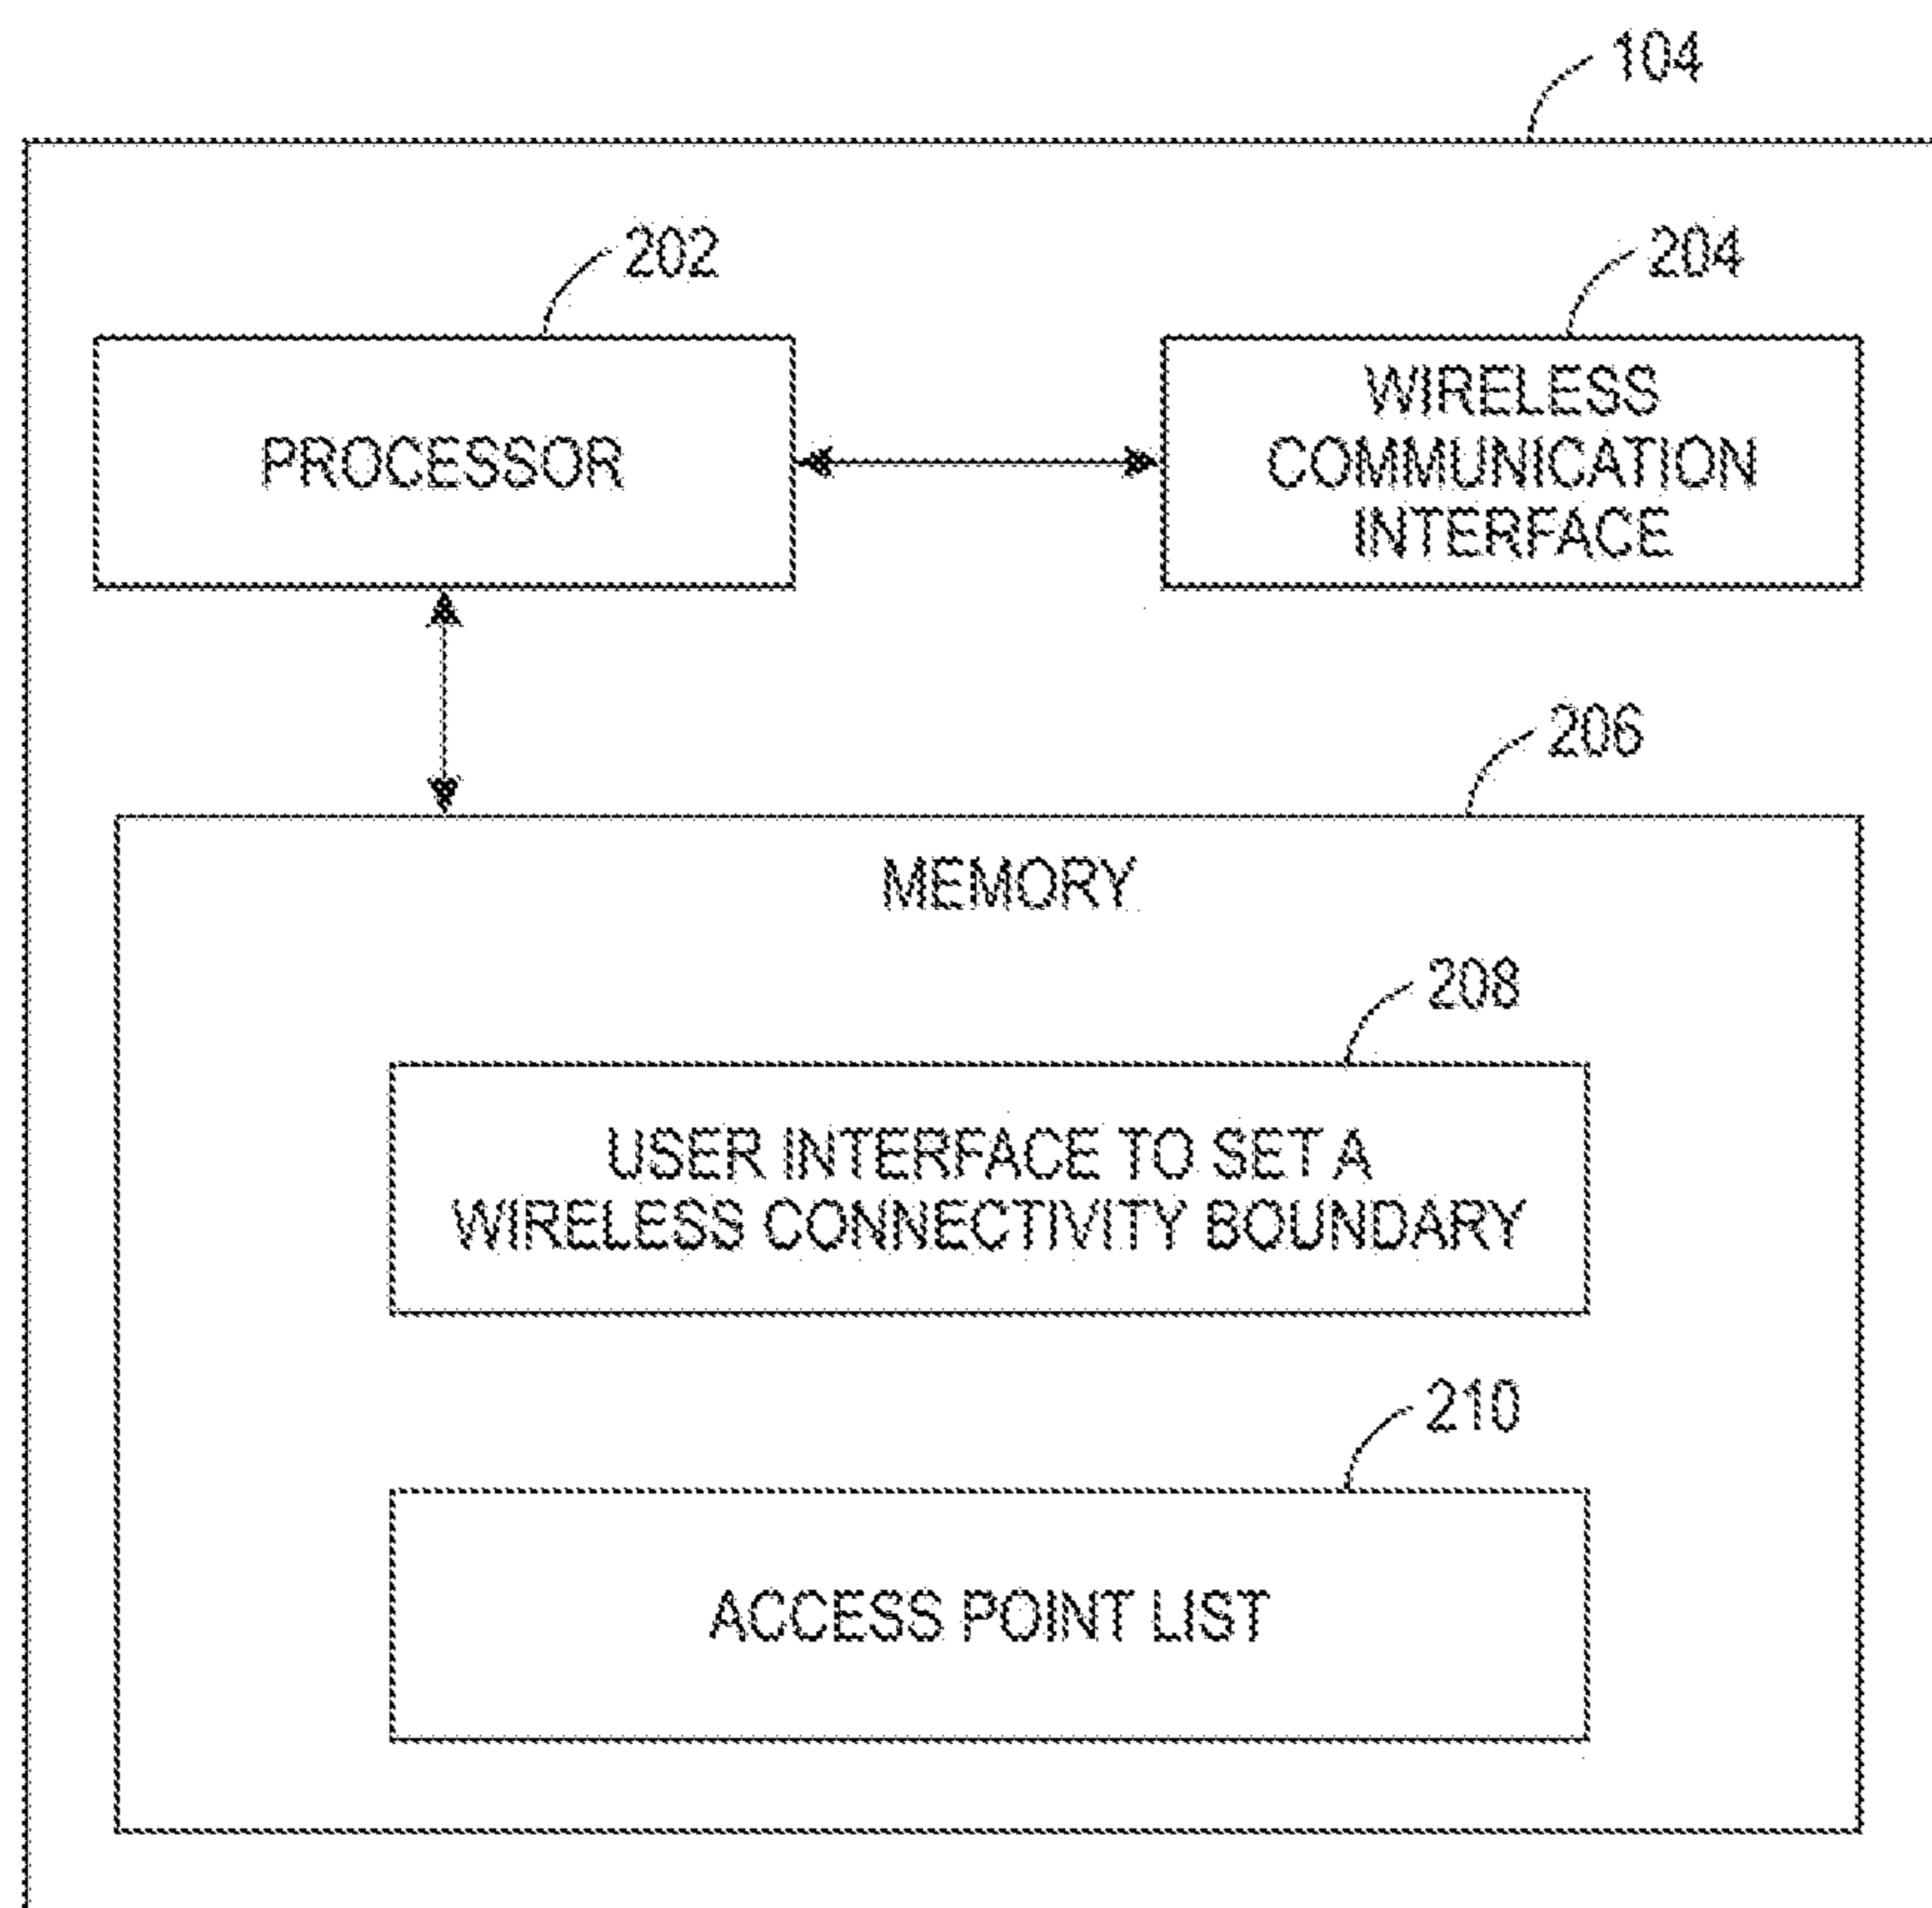 104
202
204
PROCESSOR
WIRELESS
COMMUNICATION
INTERFACE
206
MEMORY
208
USER INTERFACE TO SET A
WIRELESS CONNECTIVITY BOUNDARY
210
ACCESS POINT LIST